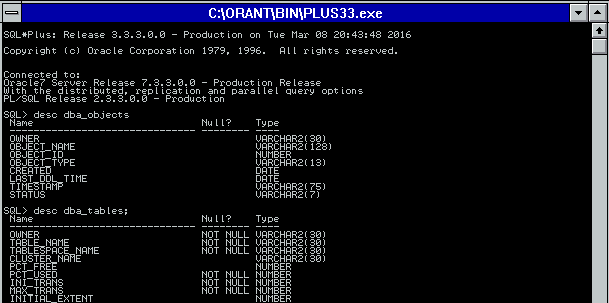 C:\ORANT\BIN\PLUS33.exe
SQL*Plus: Release 3.3.3.0.0 - Production on Tue Mar 08 20:43:48 2016
Copyright (c) Oracle Corporation 1979, 1996.  All rights reserved.
Connected to:
Oracle7 Server Release 7.3.3.0.0 - Production Release
With the distributed, replication and parallel query options
PL/SQL Release 2.3.3.0.0 - Production
SQL> desc dba_objects
Name                            Null?    Type
------------------------------- -------- ----
OWNER                                    VARCHAR2(30)
OBJECT_NAME                              VARCHAR2(128)
OBJECT_ID                                NUMBER
OBJECT_TYPE                              VARCHAR2(13)
CREATED                                  DATE
LAST_DDL_TIME                            DATE
TIMESTAMP                                VARCHAR2(75)
STATUS                                   VARCHAR2(7)
SQL> desc dba_tables;
Name                            Null?    Type
------------------------------- -------- ----
OWNER                           NOT NULL VARCHAR2(30)
TABLE_NAME                      NOT NULL VARCHAR2(30)
TABLESPACE_NAME                 NOT NULL VARCHAR2(30)
CLUSTER_NAME                             VARCHAR2(30)
PCT_FREE                                 NUMBER
PCT_USED                        NOT NULL NUMBER
INI_TRANS                       NOT NULL NUMBER
MAX_TRANS                       NOT NULL NUMBER
INITIAL_EXTENT                           NUMBER